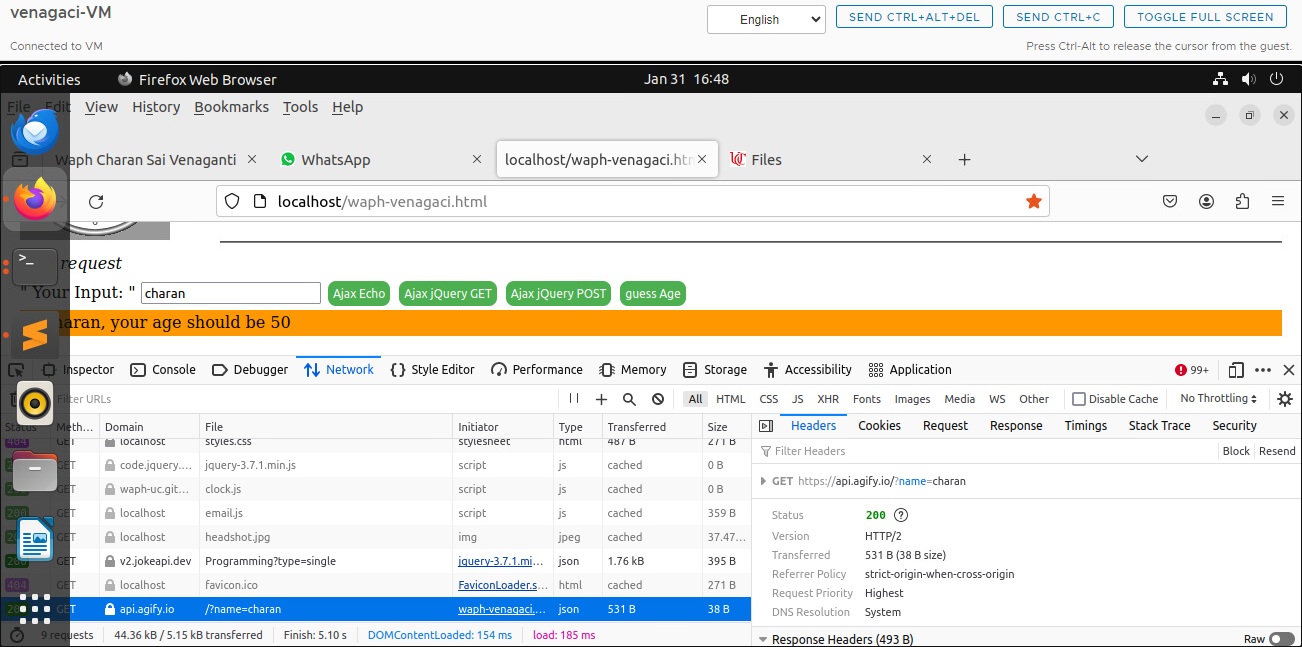 venagaci-VM
English
SEND CTRL+ALT+DEL
SEND CTRL+C
TOGGLE FULL SCREEN
Connected to VM
Press Ctrl-Alt to release the cursor from the guest.
Activities
Firefox Web Browser
Jan 31 16:48
File Edit View History Bookmarks Tools Help
Waph Charan Sai Venaganti
WhatsApp
localhost/waph-venagaci.htm
Files
localhost/waph-venagaci.html
request
" Your Input: " charan Ajax Echo Ajax jQuery GET Ajax jQuery POST guess Age
haran, your age should be 50
Inspector Console Debugger Network Style Editor Performance Memory Storage Accessibility Application 99+
Filter URLs
All HTML CSS JS XHR Fonts Images Media WS Other Disable Cache No Throttling
Status Meth... Domain File Initiator Type Transferred Size
404 GET localhost styles.css stylesheet html 487 B 271 B
GET code.jquery.... jquery-3.7.1.min.js script js cached 0 B
GET waph-uc.git... clock.js script js cached 0 B
200 GET localhost email.js script js cached 359 B
GET localhost headshot.jpg img jpeg cached 37.47...
200 GET v2.jokeapi.dev Programming?type=single jquery-3.7.1.mi... json 1.76 kB 395 B
404 GET localhost favicon.ico FaviconLoader.s... html cached 271 B
GET api.agify.io /?name=charan waph-venagaci.... json 531 B 38 B
9 requests 44.36 kB / 5.15 kB transferred Finish: 5.10 s DOMContentLoaded: 154 ms load: 185 ms
Headers Cookies Request Response Timings Stack Trace Security
Filter Headers
Block Resend
GET https://api.agify.io/?name=charan
Status 200
Version HTTP/2
Transferred 531 B (38 B size)
Referrer Policy strict-origin-when-cross-origin
Request Priority Highest
DNS Resolution System
Response Headers (493 B) Raw